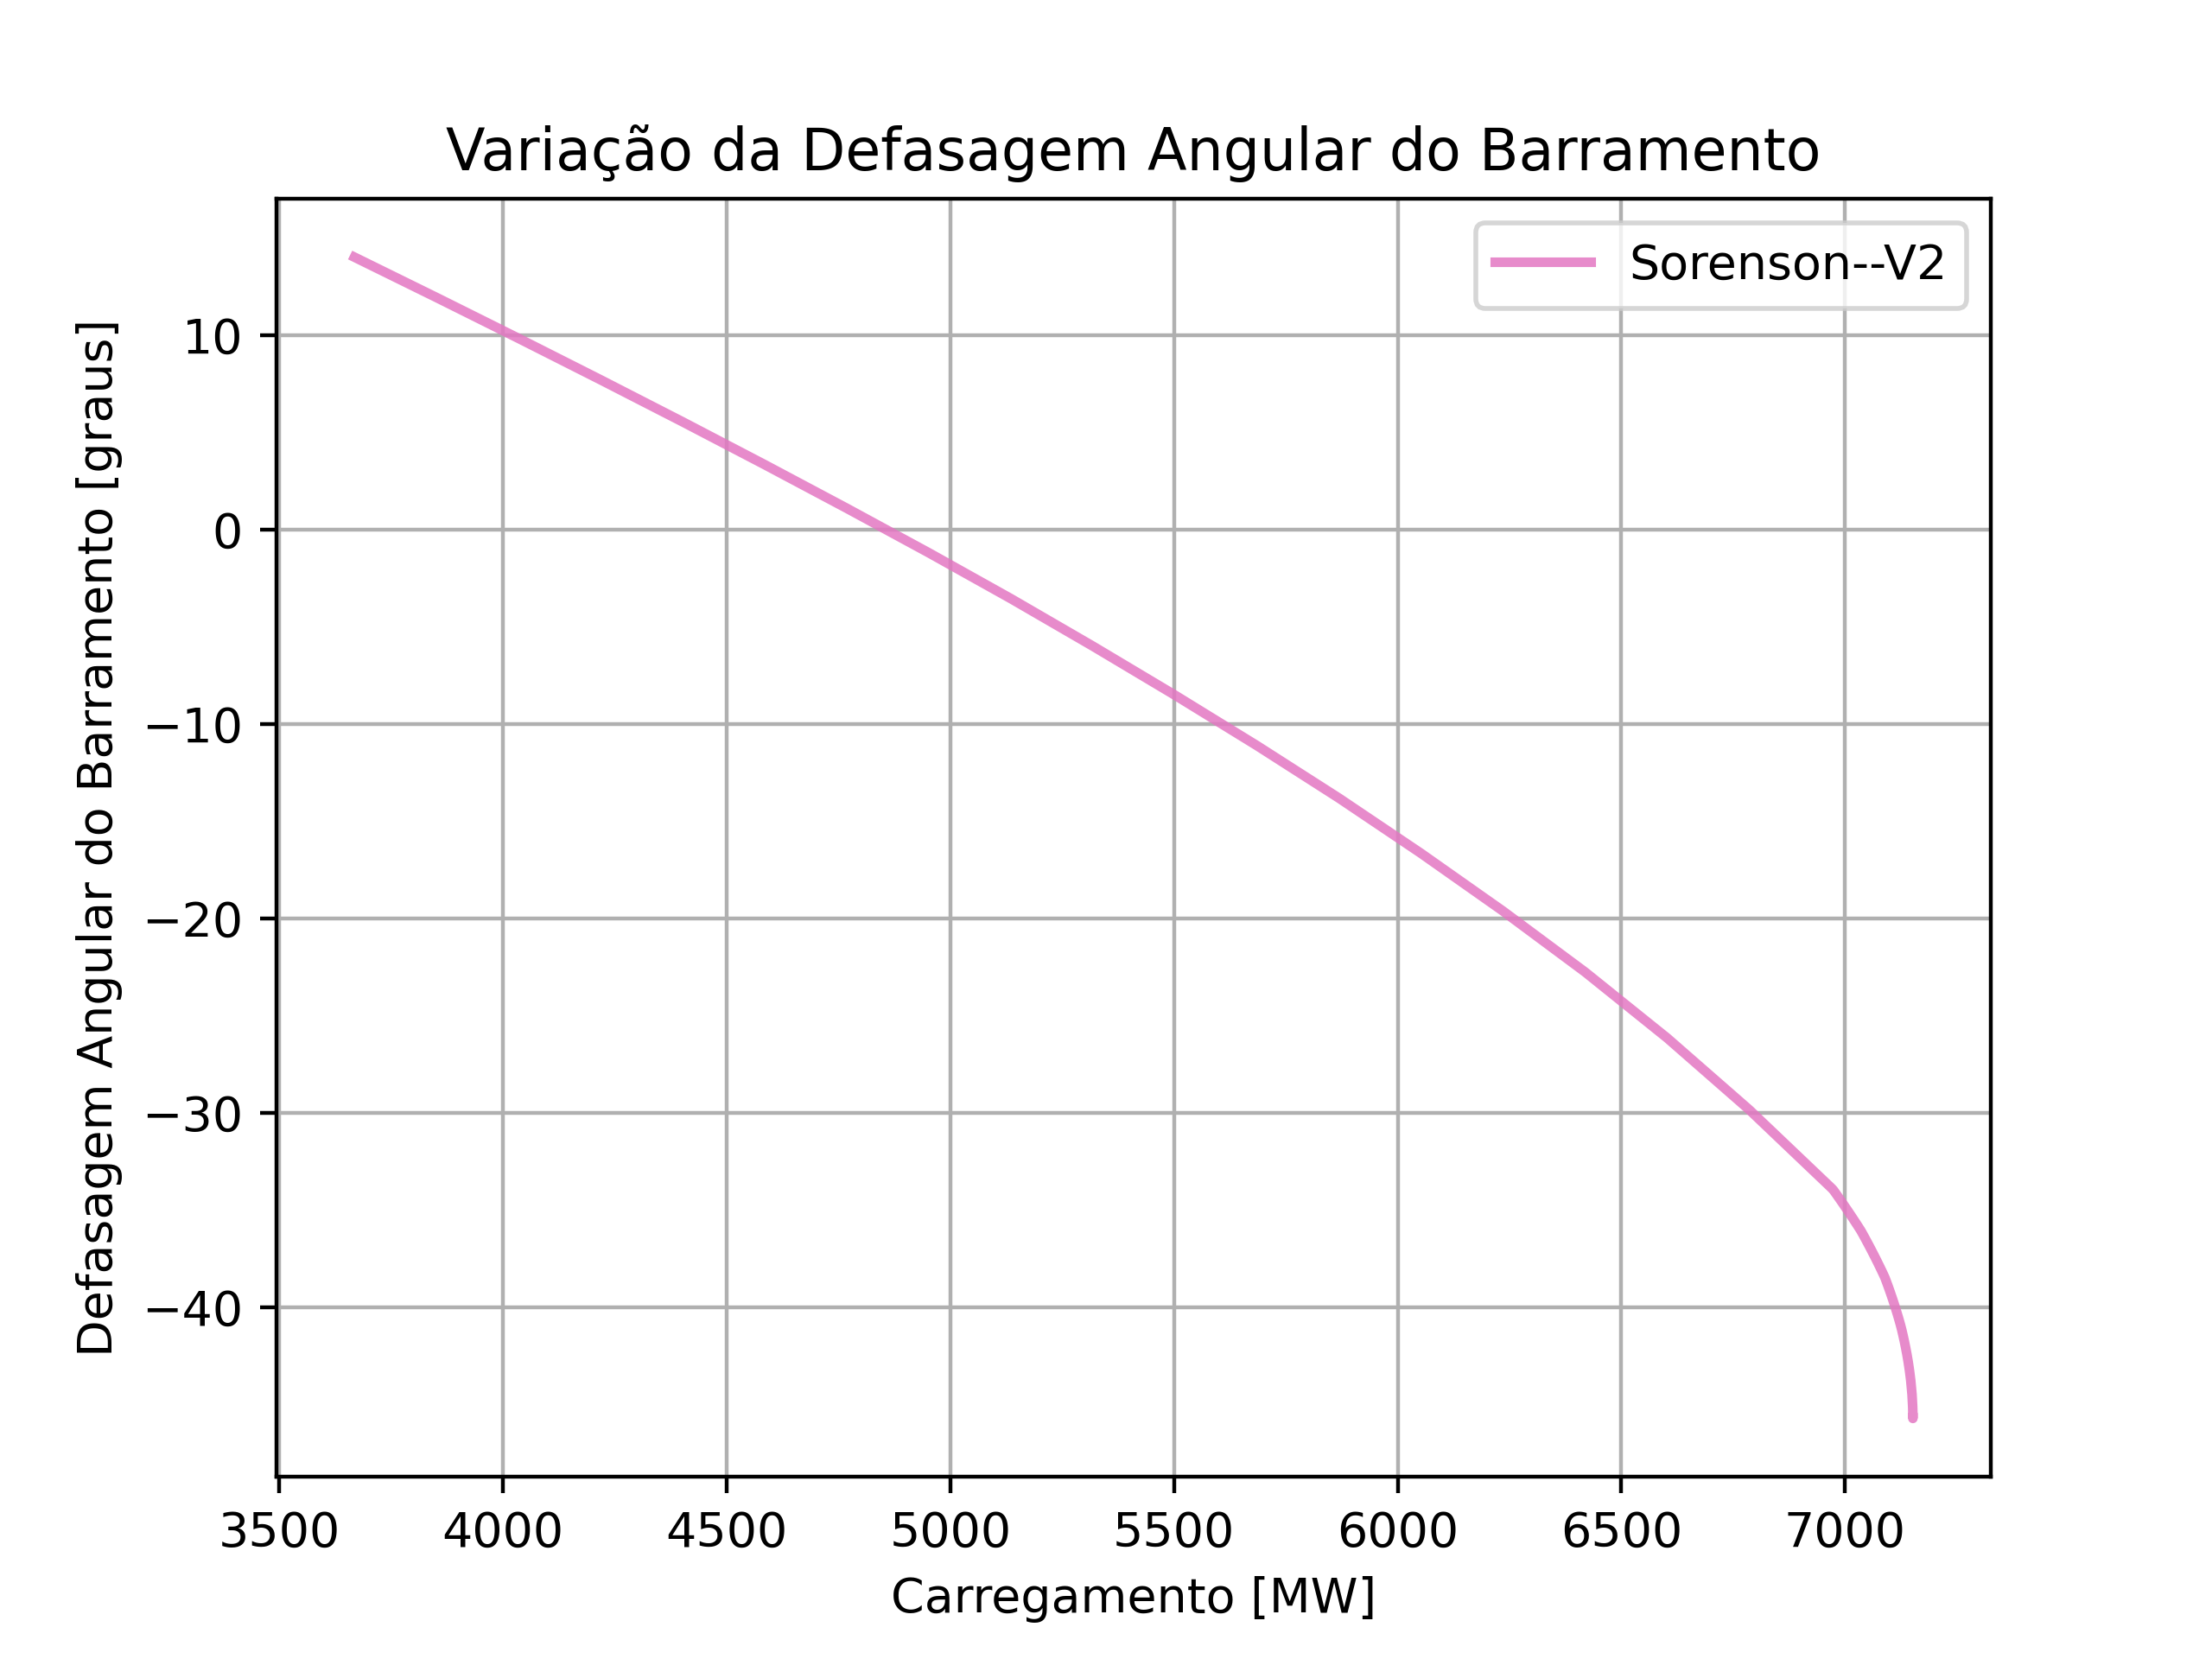 Variação da Defasagem Angular do Barramento
Sorenson--V2
Defasagem Angular do Barramento [graus]
10
0
−10
−20
−30
−40
3500 4000 4500 5000 5500 6000 6500 7000
Carregamento [MW]